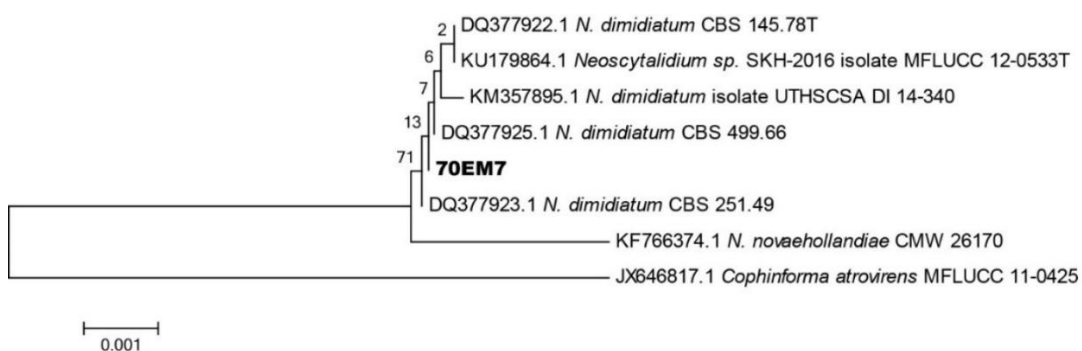 2
DQ377922.1 N. dimidiatum CBS 145.78T
6
KU179864.1 Neoscytalidium sp. SKH-2016 isolate MFLUCC 12-0533T
7
KM357895.1 N. dimidiatum isolate UTHSCSA DI 14-340
13
DQ377925.1 N. dimidiatum CBS 499.66
71
70EM7
DQ377923.1 N. dimidiatum CBS 251.49
KF766374.1 N. novaehollandiae CMW 26170
JX646817.1 Cophinforma atrovirens MFLUCC 11-0425
0.001